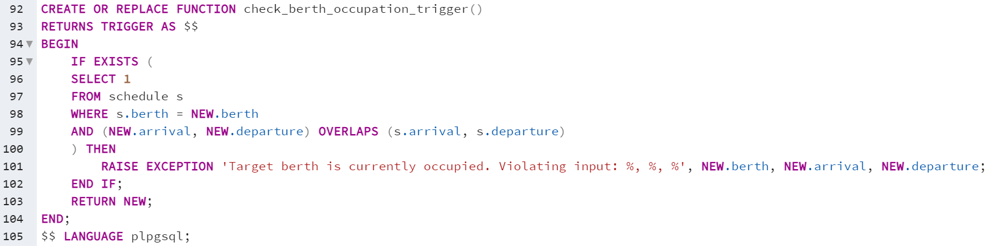 92 CREATE OR REPLACE FUNCTION check_berth_occupation_trigger()
93 RETURNS TRIGGER AS $$
94 BEGIN
95 IF EXISTS (
96 SELECT 1
97 FROM schedule s
98 WHERE s.berth = NEW.berth
99 AND (NEW.arrival, NEW.departure) OVERLAPS (s.arrival, s.departure)
100 ) THEN
101 RAISE EXCEPTION 'Target berth is currently occupied. Violating input: %, %, %', NEW.berth, NEW.arrival, NEW.departure;
102 END IF;
103 RETURN NEW;
104 END;
105 $$ LANGUAGE plpgsql;